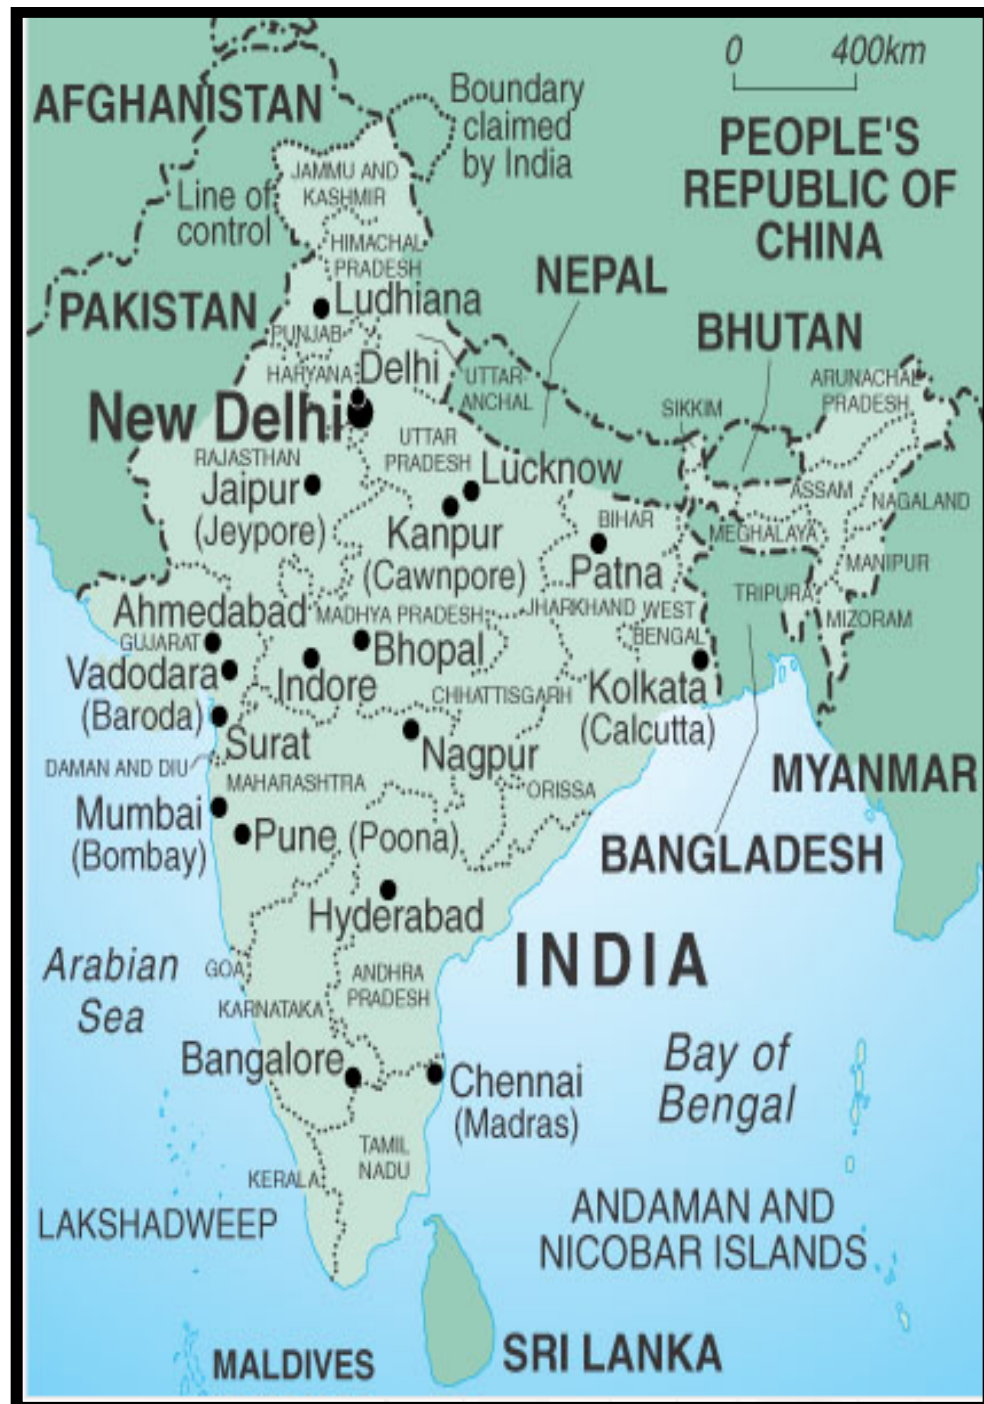 0 400km
AFGHANISTAN
Boundary
claimed
by India
PEOPLE'S
REPUBLIC OF
CHINA
JAMMU AND
KASHMIR
Line of
control
HIMACHAL
PRADESH
NEPAL
Ludhiana
PAKISTAN
PUNJAB
BHUTAN
HARYANA
Delhi
UTTAR-
ANCHAL
ARUNACHAL
PRADESH
New Delhi
SIKKIM
UTTAR
PRADESH
RAJASTHAN
Lucknow
Jaipur
(Jeypore)
ASSAM
NAGALAND
Kanpur
(Cawnpore)
BIHAR
MEGHALAYA
Patna
MANIPUR
Ahmedabad
MADHYA PRADESH
JHARKHAND
WEST
BENGAL
TRIPURA
MIZORAM
GUJARAT
Bhopal
Vadodara
(Baroda)
Indore
CHHATTISGARH
Kolkata
(Calcutta)
Surat
Nagpur
DAMAN AND DIU
MAHARASHTRA
ORISSA
MYANMAR
Mumbai
(Bombay)
Pune (Poona)
BANGLADESH
Hyderabad
INDIA
Arabian
Sea
GOA
ANDHRA
PRADESH
KARNATAKA
Bangalore
Bay of
Bengal
Chennai
(Madras)
TAMIL
NADU
KERALA
LAKSHADWEEP
ANDAMAN AND
NICOBAR ISLANDS
MALDIVES
SRI LANKA